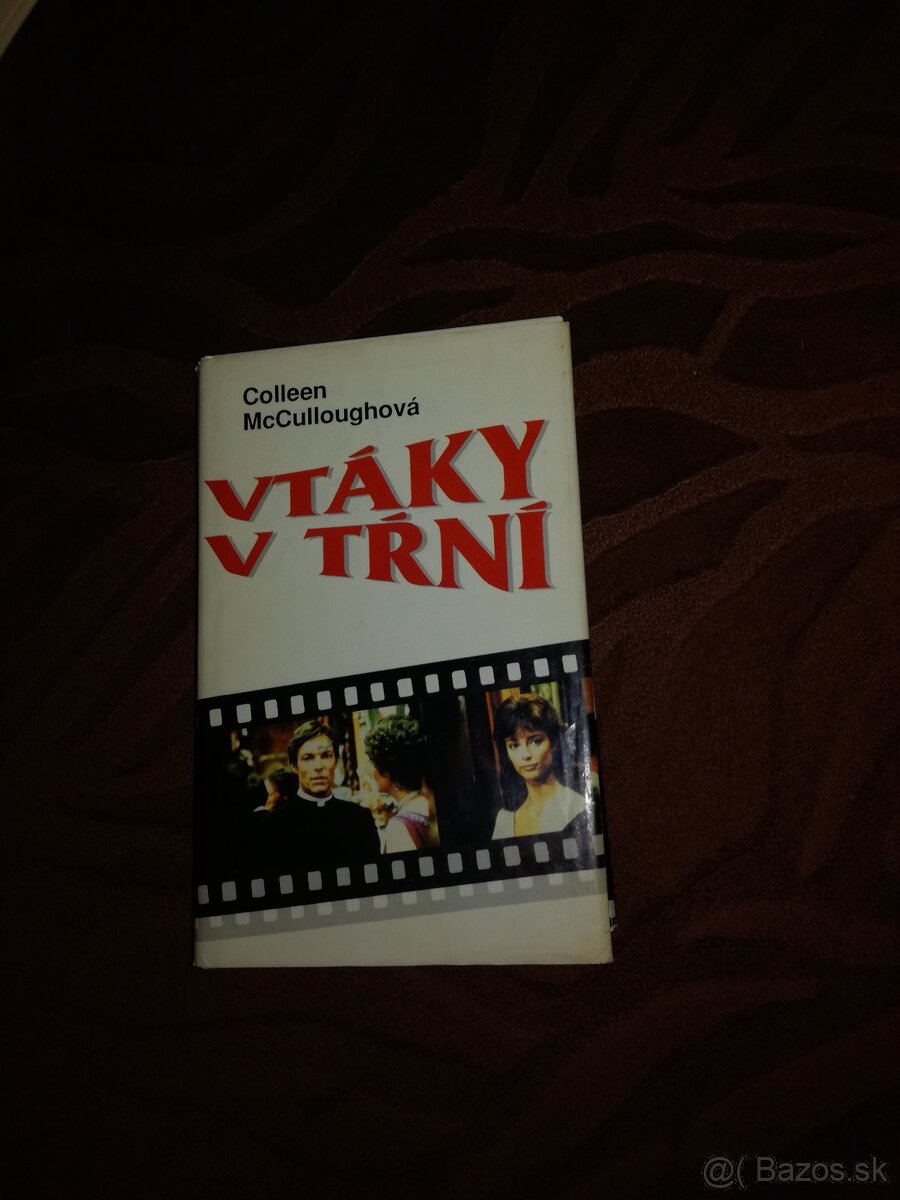 Colleen
McCulloughová
VTÁKY
V TŔNÍ
@( Bazos.sk